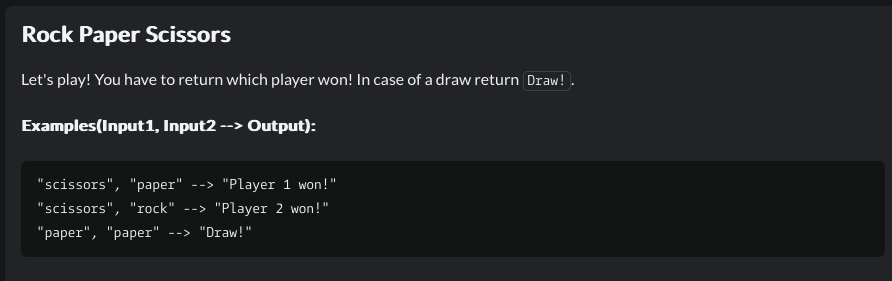 Rock Paper Scissors
Let's play! You have to return which player won! In case of a draw return Draw!.
Examples(Input1, Input2 --> Output):
"scissors", "paper" --> "Player 1 won!"
"scissors", "rock" --> "Player 2 won!"
"paper", "paper" --> "Draw!"